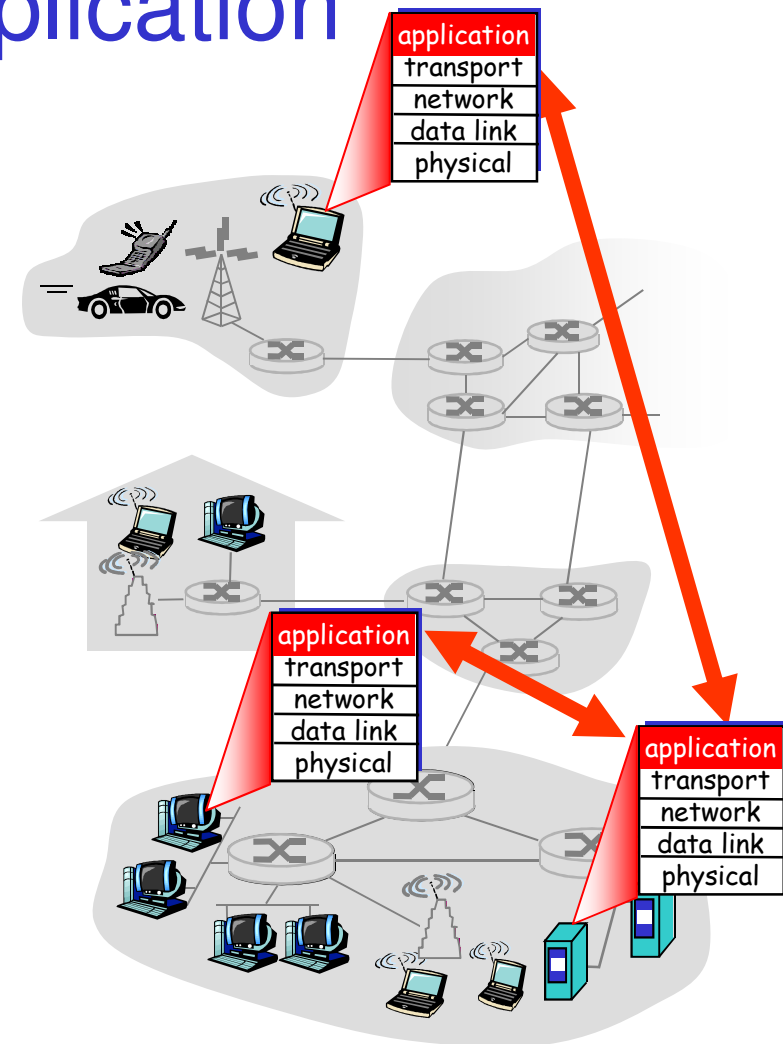 plication
application
transport
network
data link
physical
application
transport
network
data link
physical
application
transport
network
data link
physical